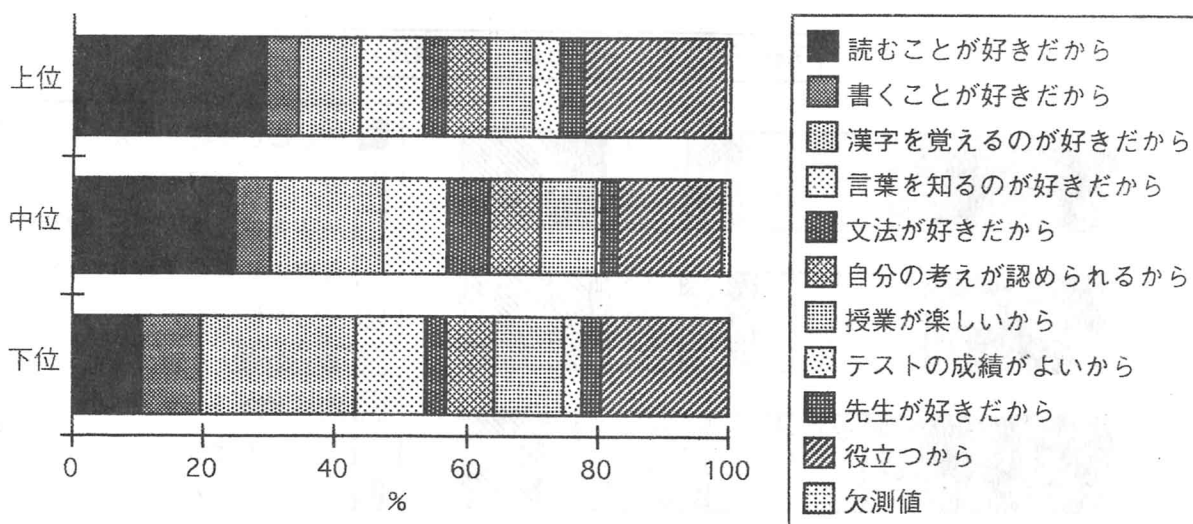 上位
中位
下位
0 20 40 60 80 100
%
読むことが好きだから
書くことが好きだから
漢字を覚えるのが好きだから
言葉を知るのが好きだから
文法が好きだから
自分の考えが認められるから
授業が楽しいから
テストの成績がよいから
先生が好きだから
役立つから
欠測値